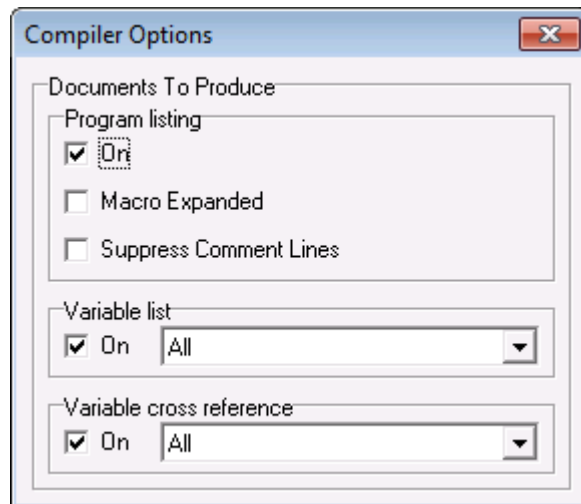 Compiler Options
Documents To Produce
Program listing
On
Macro Expanded
Suppress Comment Lines
Variable list
On All
Variable cross reference
On All